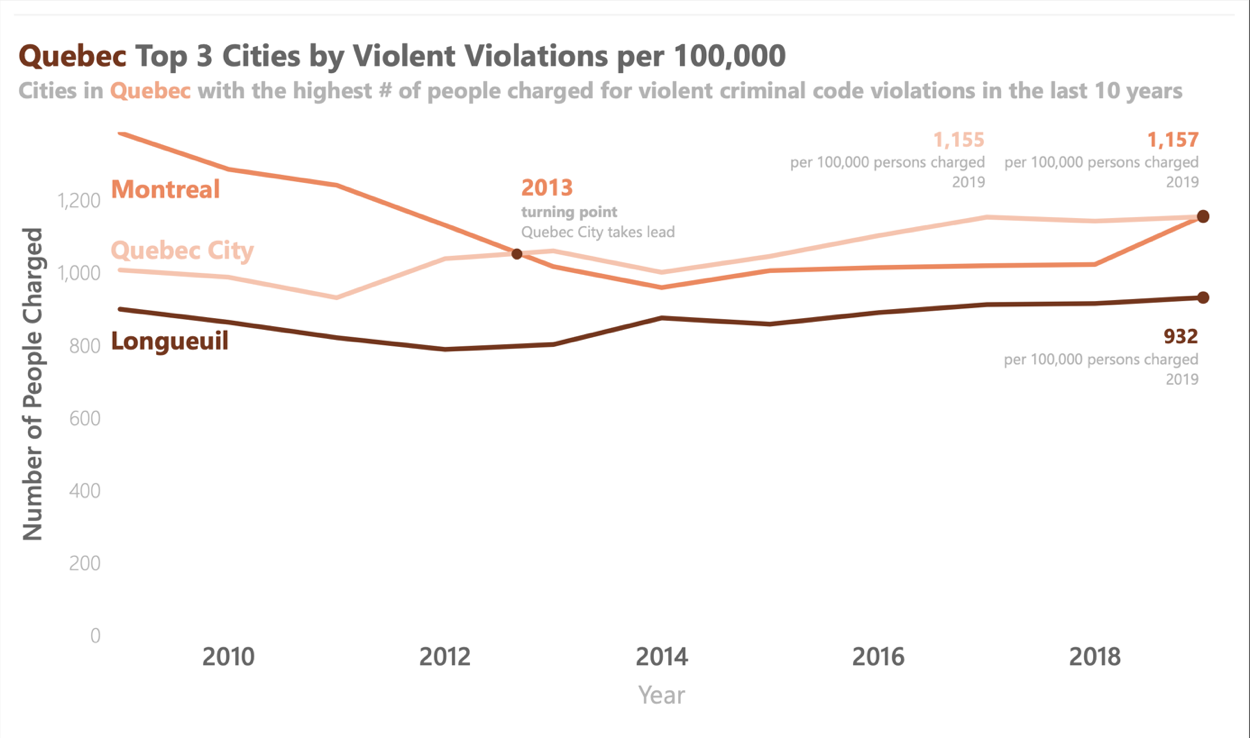 Quebec Top 3 Cities by Violent Violations per 100,000
Cities in Quebec with the highest # of people charged for violent criminal code violations in the last 10 years
1,155
per 100,000 persons charged
2019
1,157
per 100,000 persons charged
2019
Montreal
2013
turning point
Quebec City takes lead
Quebec City
Longueuil
932
per 100,000 persons charged
2019
Number of People Charged
1,200
1,000
800
600
400
200
0
2010
2012
2014
2016
2018
Year